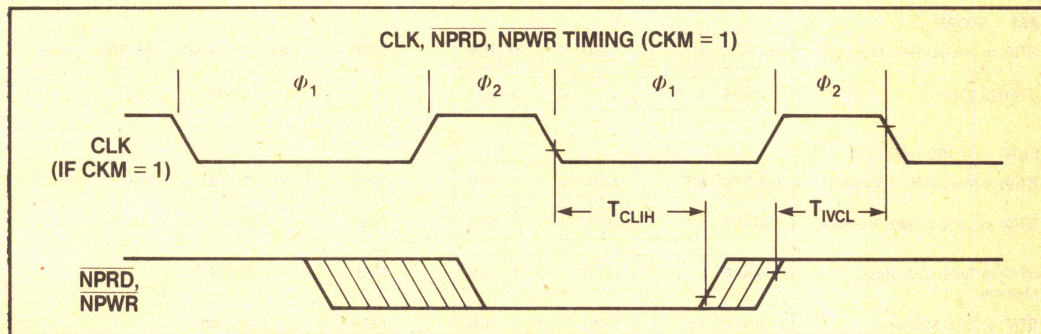 CLK, NPRD, NPWR TIMING (CKM = 1)
ϕ1 ϕ2 ϕ1 ϕ2
CLK
(IF CKM = 1)
TCLIH TIVCL
NPRD,
NPWR